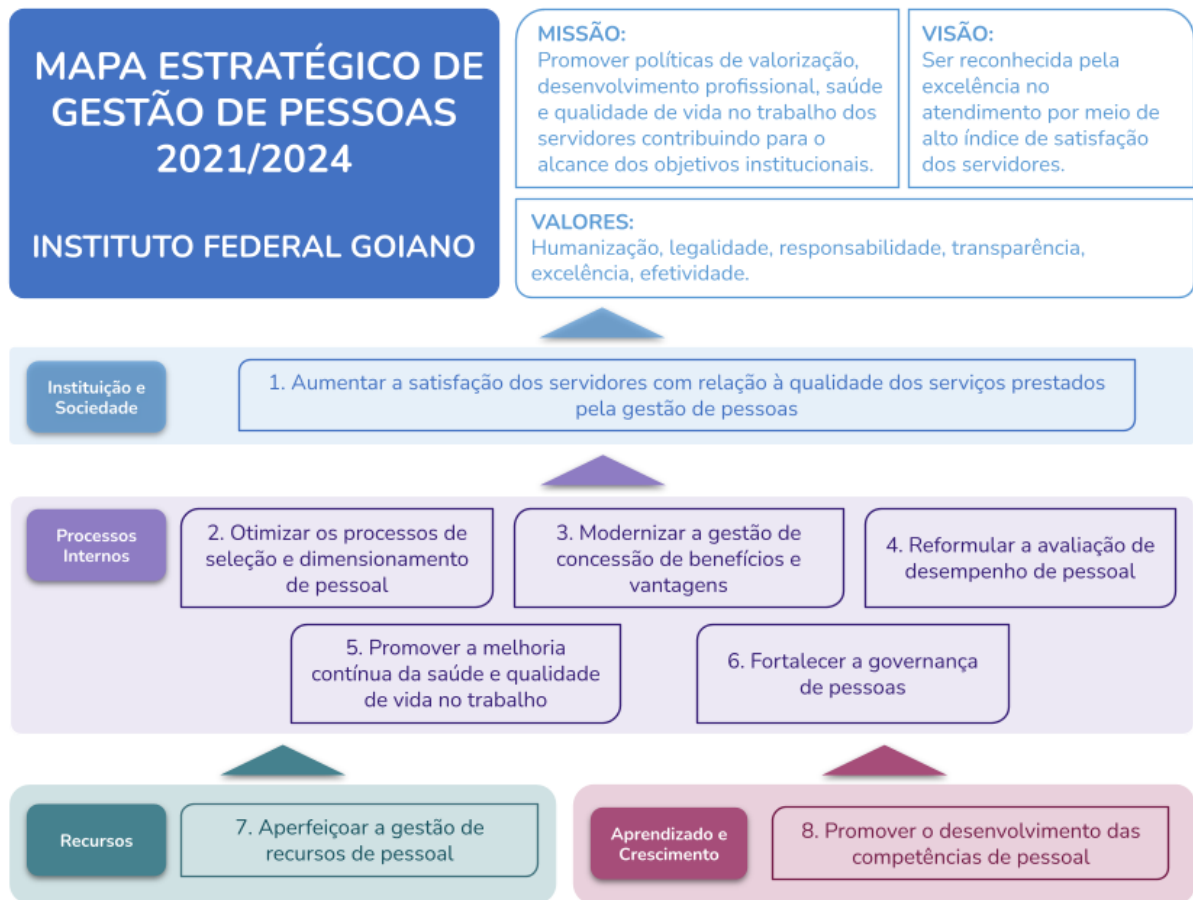 MAPA ESTRATÉGICO DE
GESTÃO DE PESSOAS
2021/2024
INSTITUTO FEDERAL GOIANO
MISSÃO:
Promover políticas de valorização,
desenvolvimento profissional, saúde
e qualidade de vida no trabalho dos
servidores contribuindo para o
alcance dos objetivos institucionais.
VISÃO:
Ser reconhecida pela
excelência no
atendimento por meio de
alto índice de satisfação
dos servidores.
VALORES:
Humanização, legalidade, responsabilidade, transparência,
excelência, efetividade.
Instituição e
Sociedade
1. Aumentar a satisfação dos servidores com relação à qualidade dos serviços prestados
pela gestão de pessoas
Processos
Internos
2. Otimizar os processos de
seleção e dimensionamento
de pessoal
3. Modernizar a gestão de
concessão de benefícios e
vantagens
4. Reformular a avaliação de
desempenho de pessoal
5. Promover a melhoria
contínua da saúde e qualidade
de vida no trabalho
6. Fortalecer a governança
de pessoas
Recursos
7. Aperfeiçoar a gestão de
recursos de pessoal
Aprendizado e
Crescimento
8. Promover o desenvolvimento das
competências de pessoal